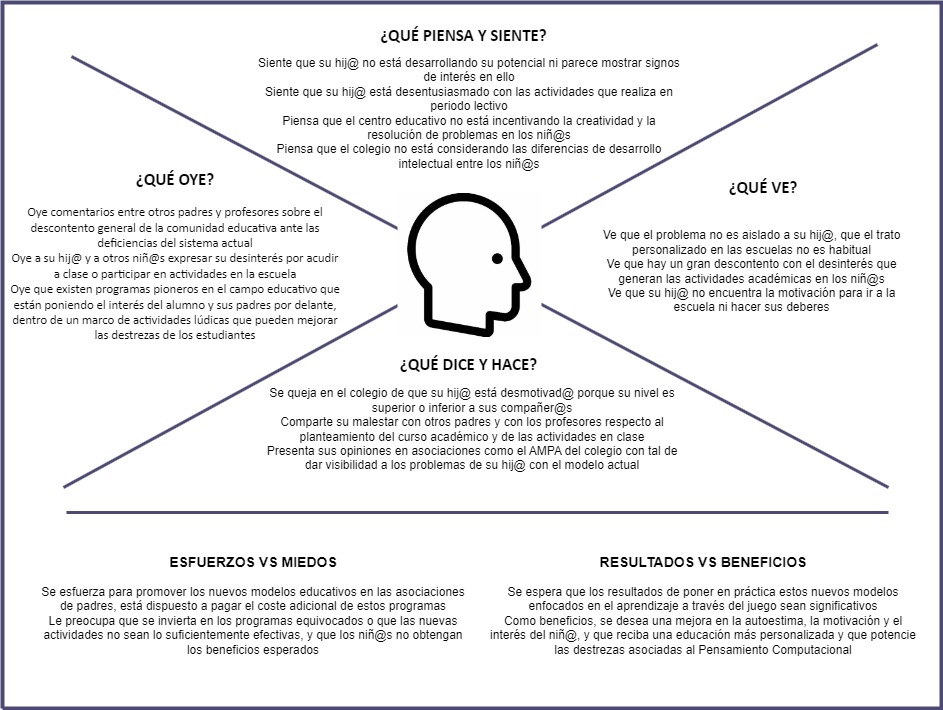 ¿QUÉ PIENSA Y SIENTE?
Siente que su hij@ no está desarrollando su potencial ni parece mostrar signos
de interés en ello
Siente que su hij@ está desentusiasmado con las actividades que realiza en
periodo lectivo
Piensa que el centro educativo no está incentivando la creatividad y la
resolución de problemas en los niñ@s
Piensa que el colegio no está considerando las diferencias de desarrollo
intelectual entre los niñ@s
¿QUÉ OYE?
Oye comentarios entre otros padres y profesores sobre el
descontento general de la comunidad educativa ante las
deficiencias del sistema actual
Oye a su hij@ y a otros niñ@s expresar su desinterés por acudir
a clase o participar en actividades en la escuela
Oye que existen programas pioneros en el campo educativo que
están poniendo el interés del alumno y sus padres por delante,
dentro de un marco de actividades lúdicas que pueden mejorar
las destrezas de los estudiantes
¿QUÉ VE?
Ve que el problema no es aislado a su hij@, que el trato
personalizado en las escuelas no es habitual
Ve que hay un gran descontento con el desinterés que
generan las actividades académicas en los niñ@s
Ve que su hij@ no encuentra la motivación para ir a la
escuela ni hacer sus deberes
¿QUÉ DICE Y HACE?
Se queja en el colegio de que su hij@ está desmotivad@ porque su nivel es
superior o inferior a sus compañer@s
Comparte su malestar con otros padres y con los profesores respecto al
planteamiento del curso académico y de las actividades en clase
Presenta sus opiniones en asociaciones como el AMPA del colegio con tal de
dar visibilidad a los problemas de su hij@ con el modelo actual
ESFUERZOS VS MIEDOS
Se esfuerza para promover los nuevos modelos educativos en las asociaciones
de padres, está dispuesto a pagar el coste adicional de estos programas
Le preocupa que se invierta en los programas equivocados o que las nuevas
actividades no sean lo suficientemente efectivas, y que los niñ@s no obtengan
los beneficios esperados
RESULTADOS VS BENEFICIOS
Se espera que los resultados de poner en práctica estos nuevos modelos
enfocados en el aprendizaje a través del juego sean significativos
Como beneficios, se desea una mejora en la autoestima, la motivación y el
interés del niñ@, y que reciba una educación más personalizada y que potencie
las destrezas asociadas al Pensamiento Computacional